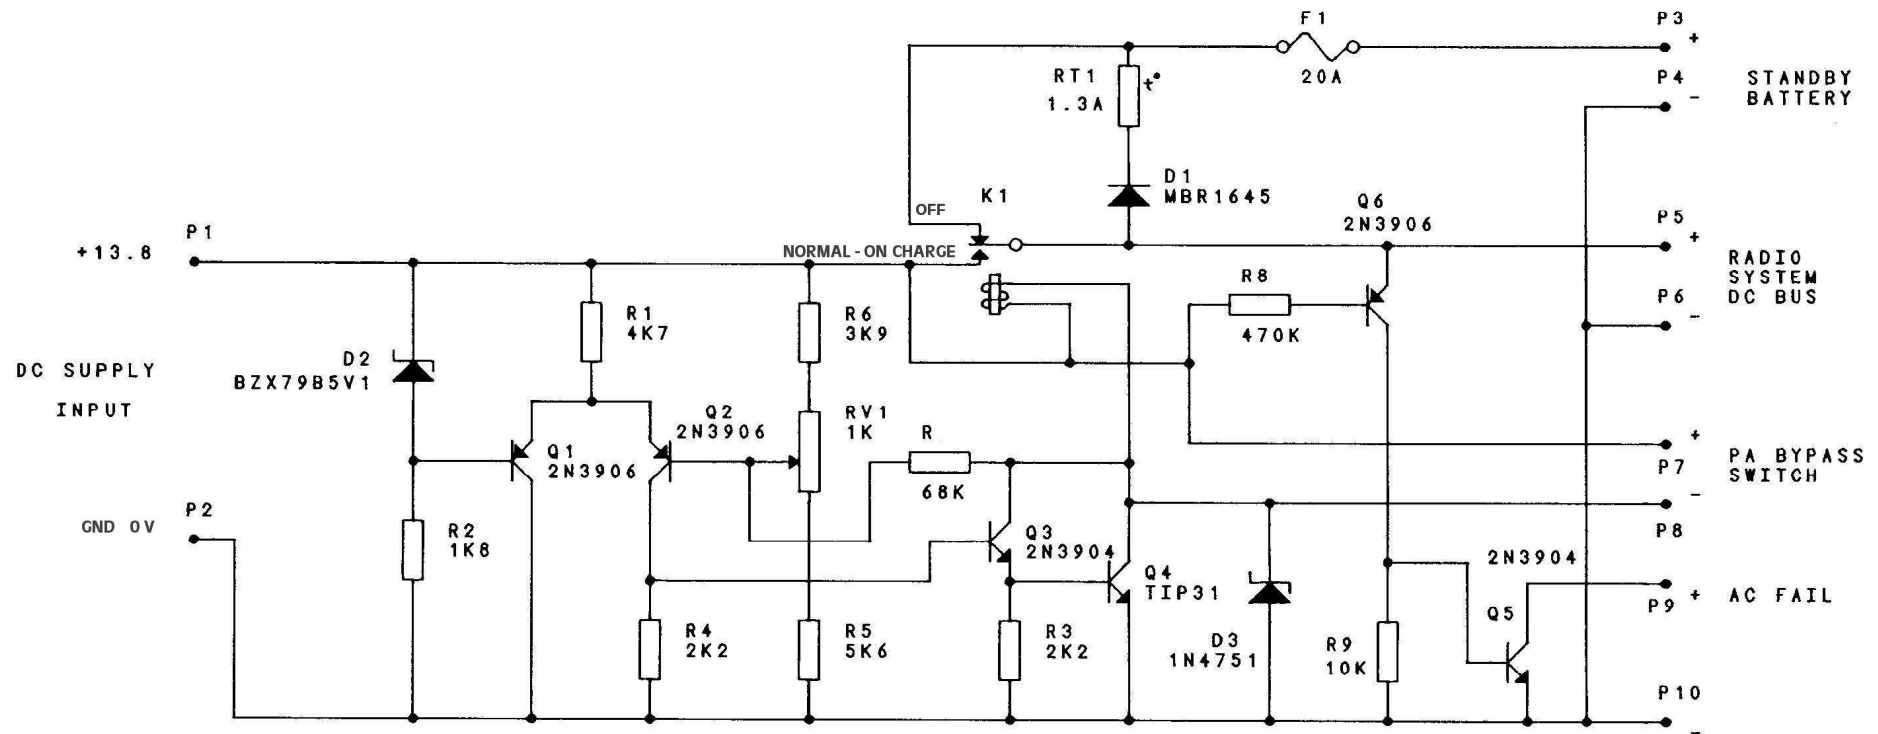 F1
P3
+
RT1
t°
1.3A
20A
P4
-
STANDBY
BATTERY
D1
MBR1645
K1
OFF
Q6
2N3906
P5
+
P1
+13.8
NORMAL - ON CHARGE
RADIO
SYSTEM
DC BUS
R8
470K
P6
-
R1
4K7
R6
3K9
D2
BZX79B5V1
DC SUPPLY
INPUT
Q2
2N3906
RV1
1K
R
68K
Q1
2N3906
+
P7
PA BYPASS
SWITCH
-
P8
P2
GND 0V
R2
1K8
Q3
2N3904
Q4
TIP31
2N3904
+
P9
AC FAIL
Q5
R4
2K2
R5
5K6
R3
2K2
D3
1N4751
R9
10K
P10
-